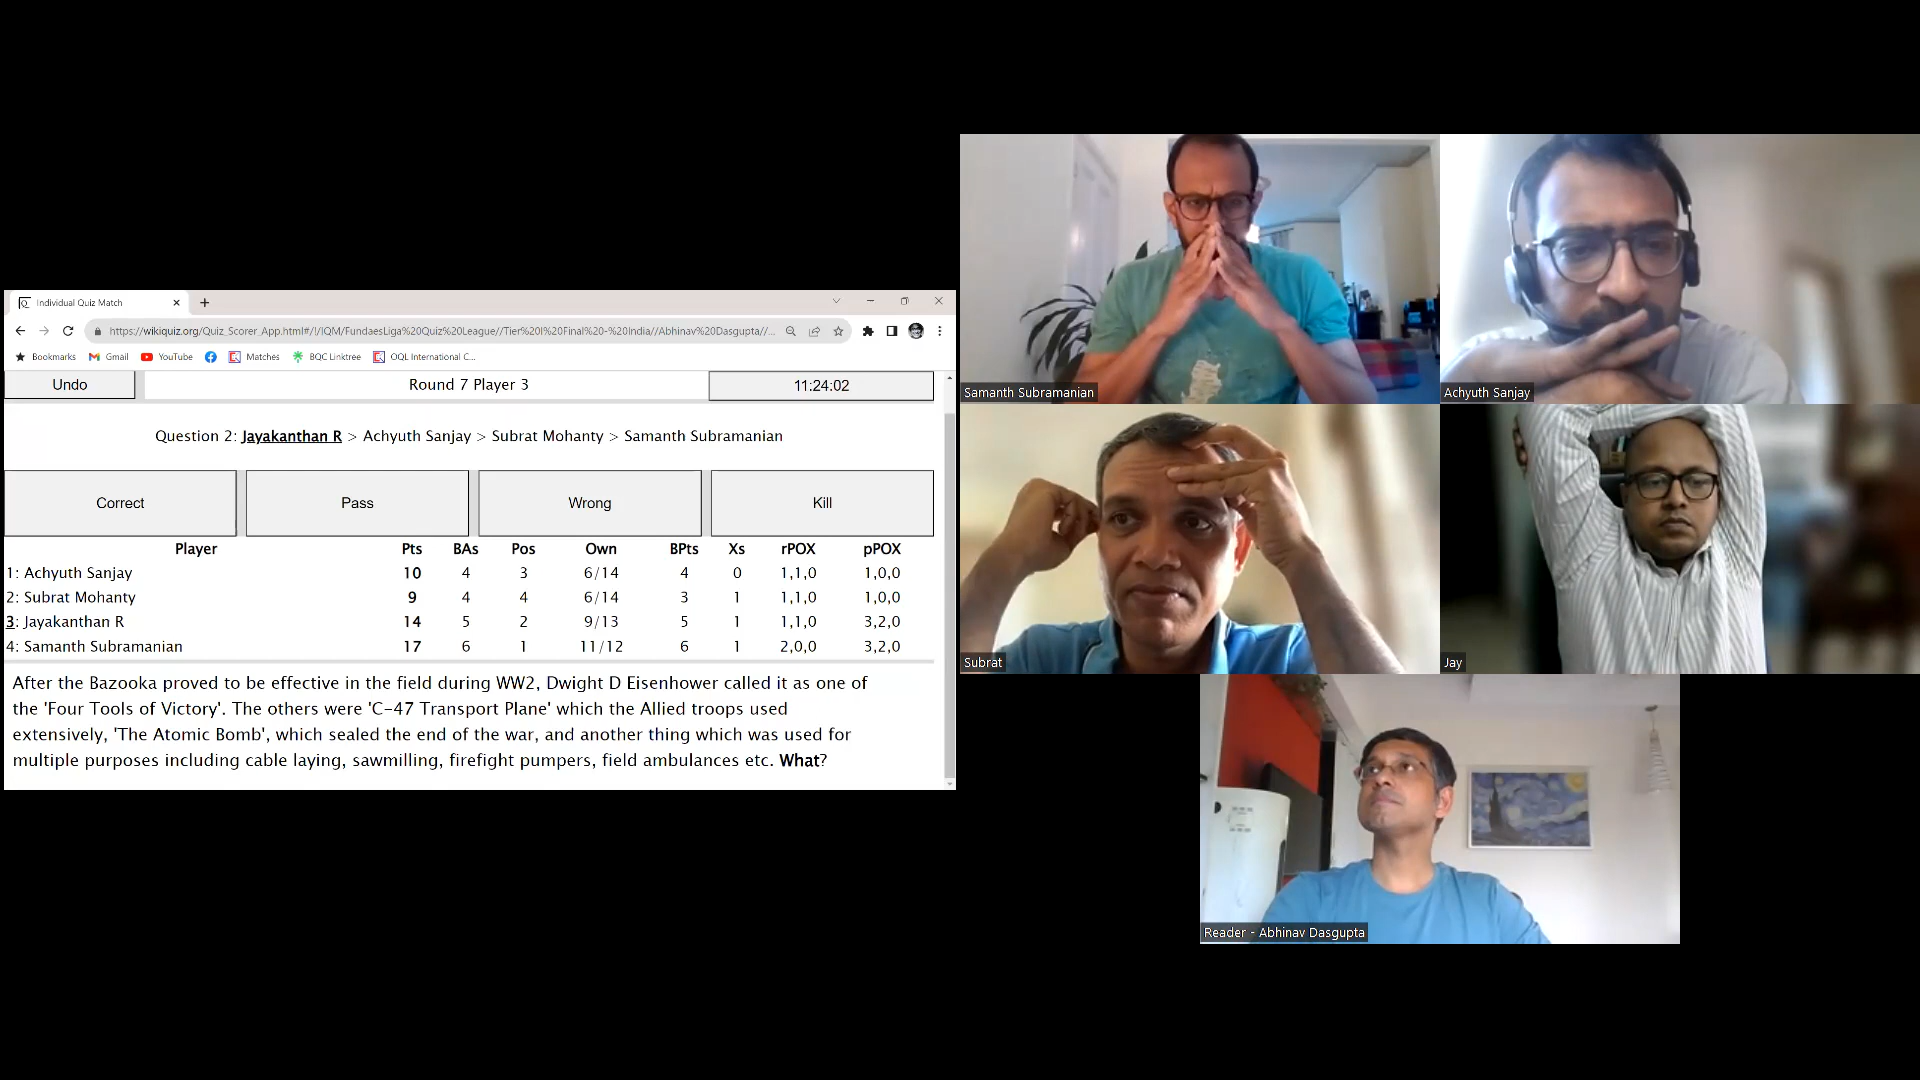 Individual Quiz Match
https://wikiquiz.org/Quiz_Scorer_App.html#/!/IQM/FundaesLiga%20Quiz%20League//Tier%20I%20Final%20-%20India//Abhinav%20Dasgupta//...
Bookmarks Gmail YouTube Matches BQC Linktree OQL International C...
Undo Round 7 Player 3 11:24:02
Question 2: Jayakanthan R > Achyuth Sanjay > Subrat Mohanty > Samanth Subramanian
Correct Pass Wrong Kill
Player Pts BAs Pos Own BPts Xs rPOX pPOX
1: Achyuth Sanjay 10 4 3 6/14 4 0 1,1,0 1,0,0
2: Subrat Mohanty 9 4 4 6/14 3 1 1,1,0 1,0,0
3: Jayakanthan R 14 5 2 9/13 5 1 1,1,0 3,2,0
4: Samanth Subramanian 17 6 1 11/12 6 1 2,0,0 3,2,0
After the Bazooka proved to be effective in the field during WW2, Dwight D Eisenhower called it as one of
the 'Four Tools of Victory'. The others were 'C-47 Transport Plane' which the Allied troops used
extensively, 'The Atomic Bomb', which sealed the end of the war, and another thing which was used for
multiple purposes including cable laying, sawmilling, firefight pumpers, field ambulances etc. What?
Samanth Subramanian
Achyuth Sanjay
Subrat
Jay
Reader - Abhinav Dasgupta